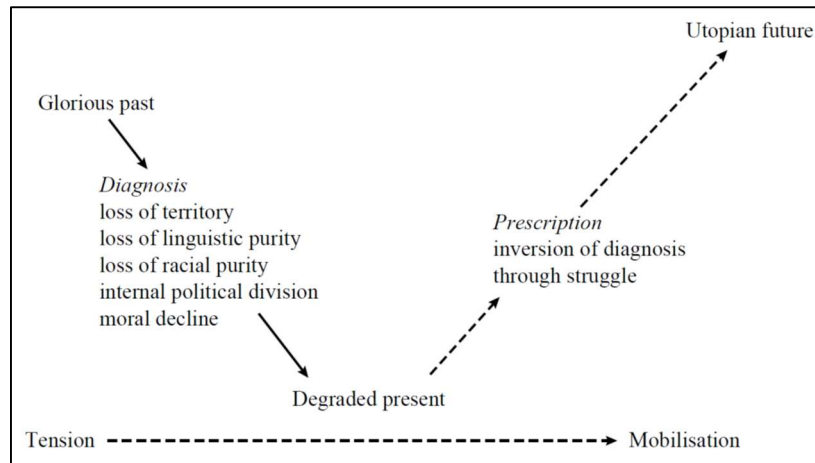 Utopian future
Glorious past
Diagnosis
loss of territory
loss of linguistic purity
loss of racial purity
internal political division
moral decline
Prescription
inversion of diagnosis
through struggle
Degraded present
Tension
Mobilisation